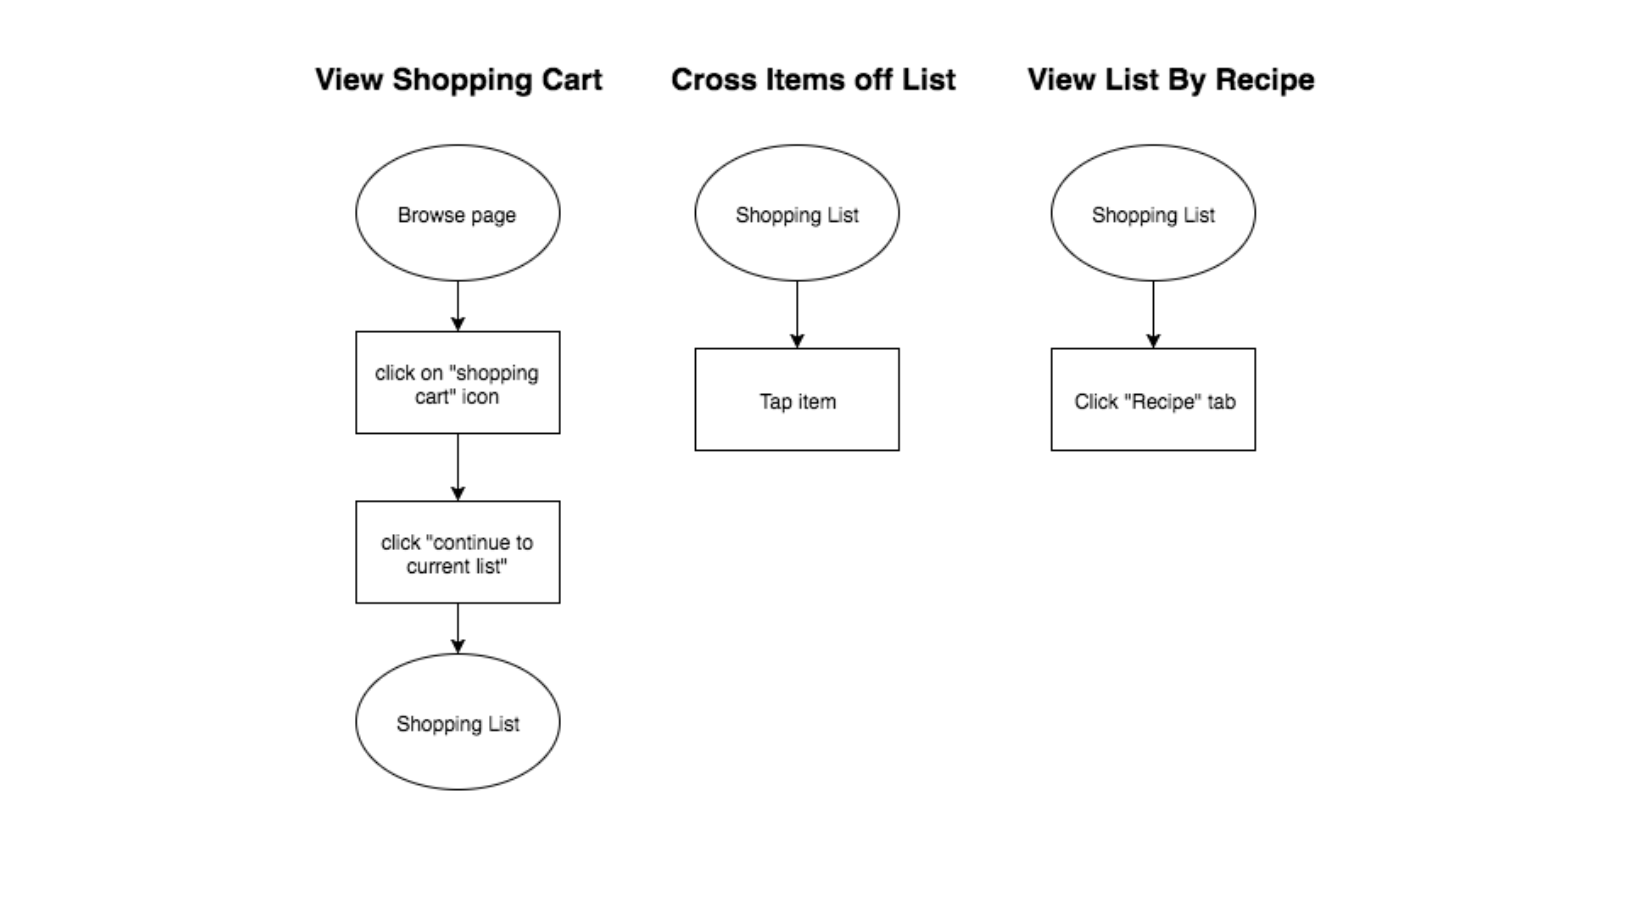 View Shopping Cart
Browse page
click on "shopping
cart" icon
click "continue to
current list"
Shopping List
Cross Items off List
Shopping List
Tap item
View List By Recipe
Shopping List
Click "Recipe" tab